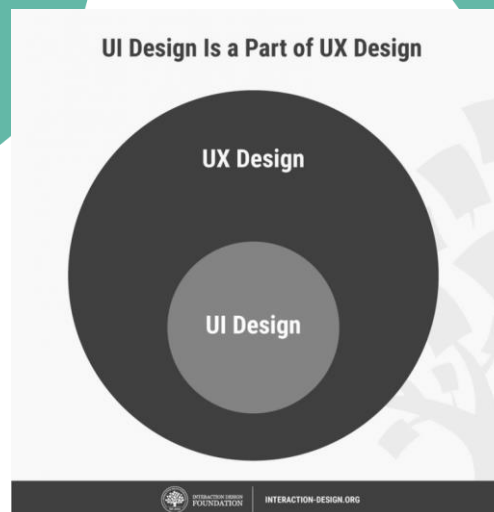 UI Design Is a Part of UX Design
UX Design
UI Design
INTERACTION DESIGN
FOUNDATION
INTERACTION-DESIGN.ORG